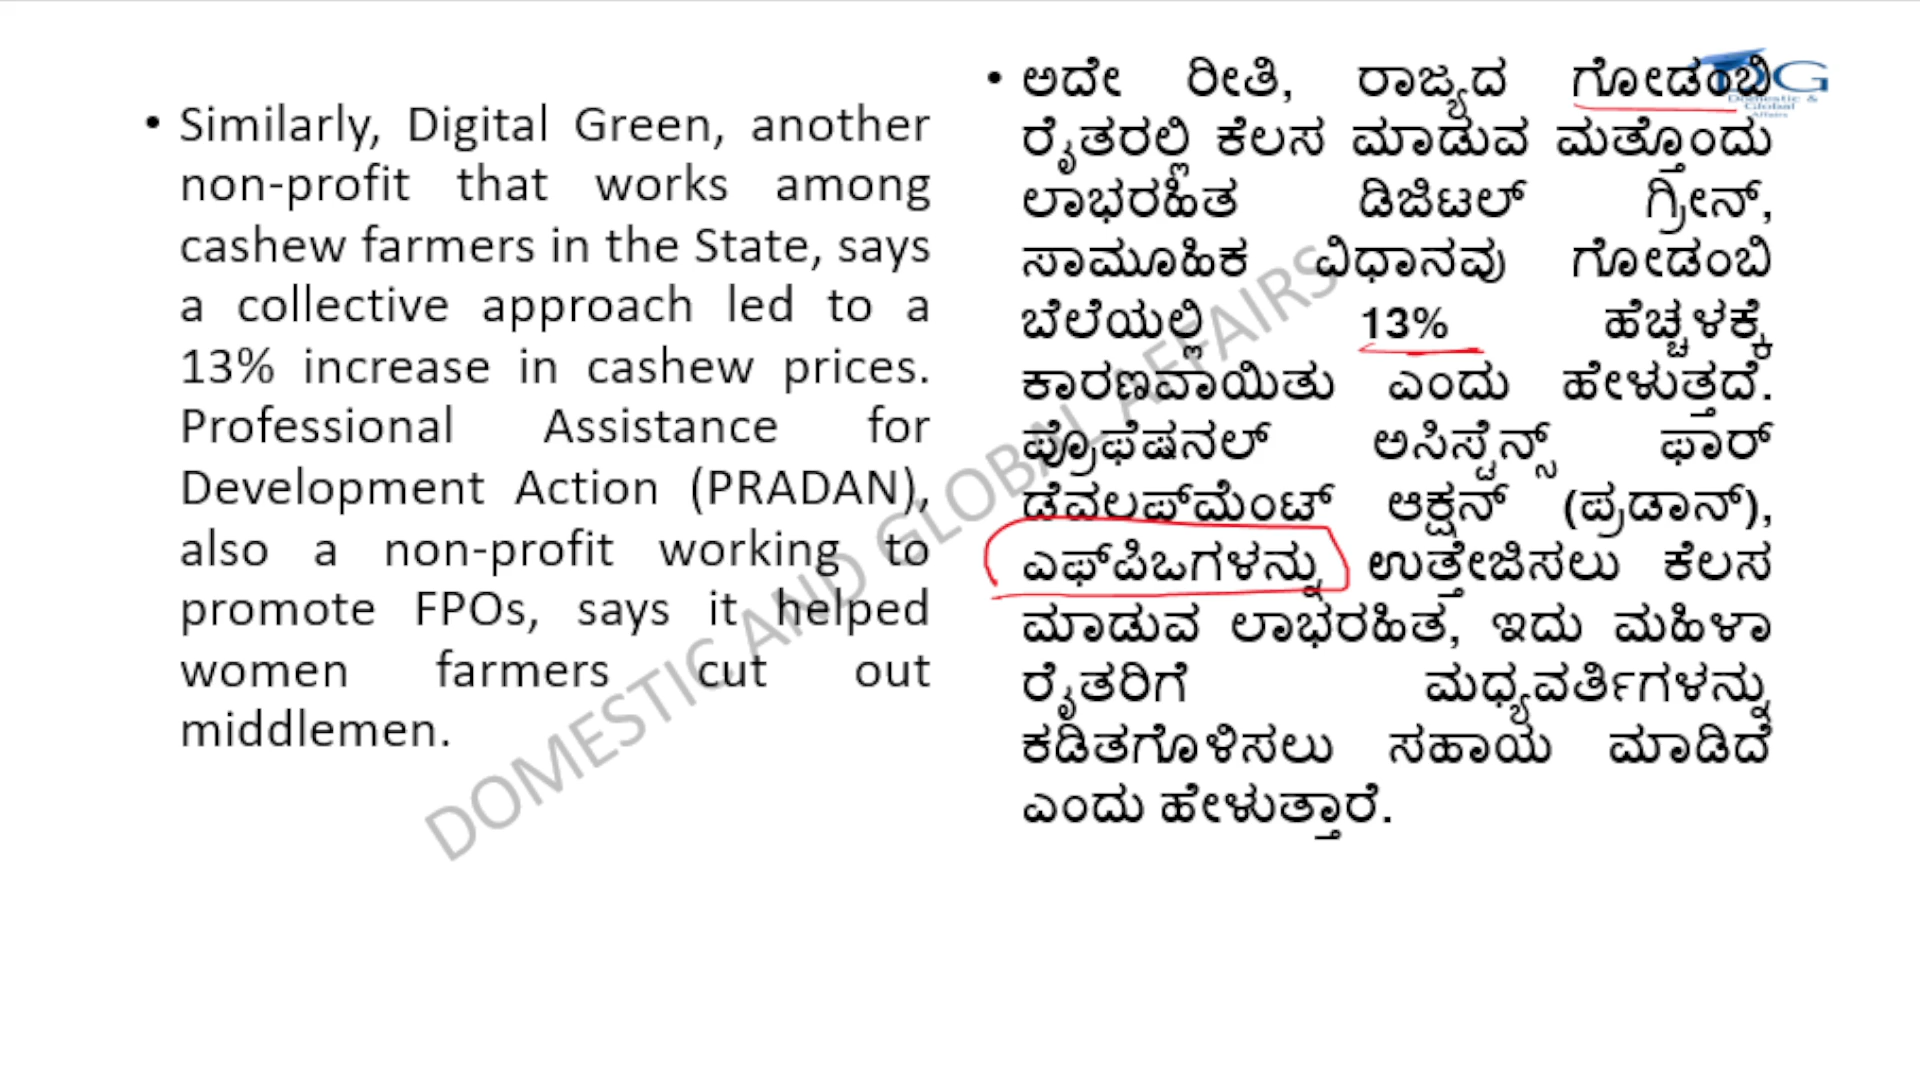 • Similarly, Digital Green, another
non-profit that works among
cashew farmers in the State, says
a collective approach led to a
13% increase in cashew prices.
Professional Assistance for
Development Action (PRADAN),
also a non-profit working to
promote FPOs, says it helped
women farmers cut out
middlemen.
• ಅದೇ ರೀತಿ, ರಾಜ್ಯದ ಗೋಡಂಬಿ
ರೈತರಲ್ಲಿ ಕೆಲಸ ಮಾಡುವ ಮತ್ತೊಂದು
ಲಾಭರಹಿತ ಡಿಜಿಟಲ್ ಗ್ರೀನ್,
ಸಾಮೂಹಿಕ ವಿಧಾನವು ಗೋಡಂಬಿ
ಬೆಲೆಯಲ್ಲಿ 13% ಹೆಚ್ಚಳಕ್ಕೆ
ಕಾರಣವಾಯಿತು ಎಂದು ಹೇಳುತ್ತದೆ.
ಪ್ರೊಫೆಷನಲ್ ಅಸಿಸ್ಟೆನ್ಸ್ ಫಾರ್
ಡೆವಲಪ್‌ಮೆಂಟ್ ಆಕ್ಷನ್ (ಪ್ರಡಾನ್),
ಎಫ್‌ಪಿಒಗಳನ್ನು ಉತ್ತೇಜಿಸಲು ಕೆಲಸ
ಮಾಡುವ ಲಾಭರಹಿತ, ಇದು ಮಹಿಳಾ
ರೈತರಿಗೆ ಮಧ್ಯವರ್ತಿಗಳನ್ನು
ಕಡಿತಗೊಳಿಸಲು ಸಹಾಯ ಮಾಡಿದೆ
ಎಂದು ಹೇಳುತ್ತಾರೆ.
DG
Domestic &
Global
Affairs
DOMESTIC AND GLOBAL AFFAIRS